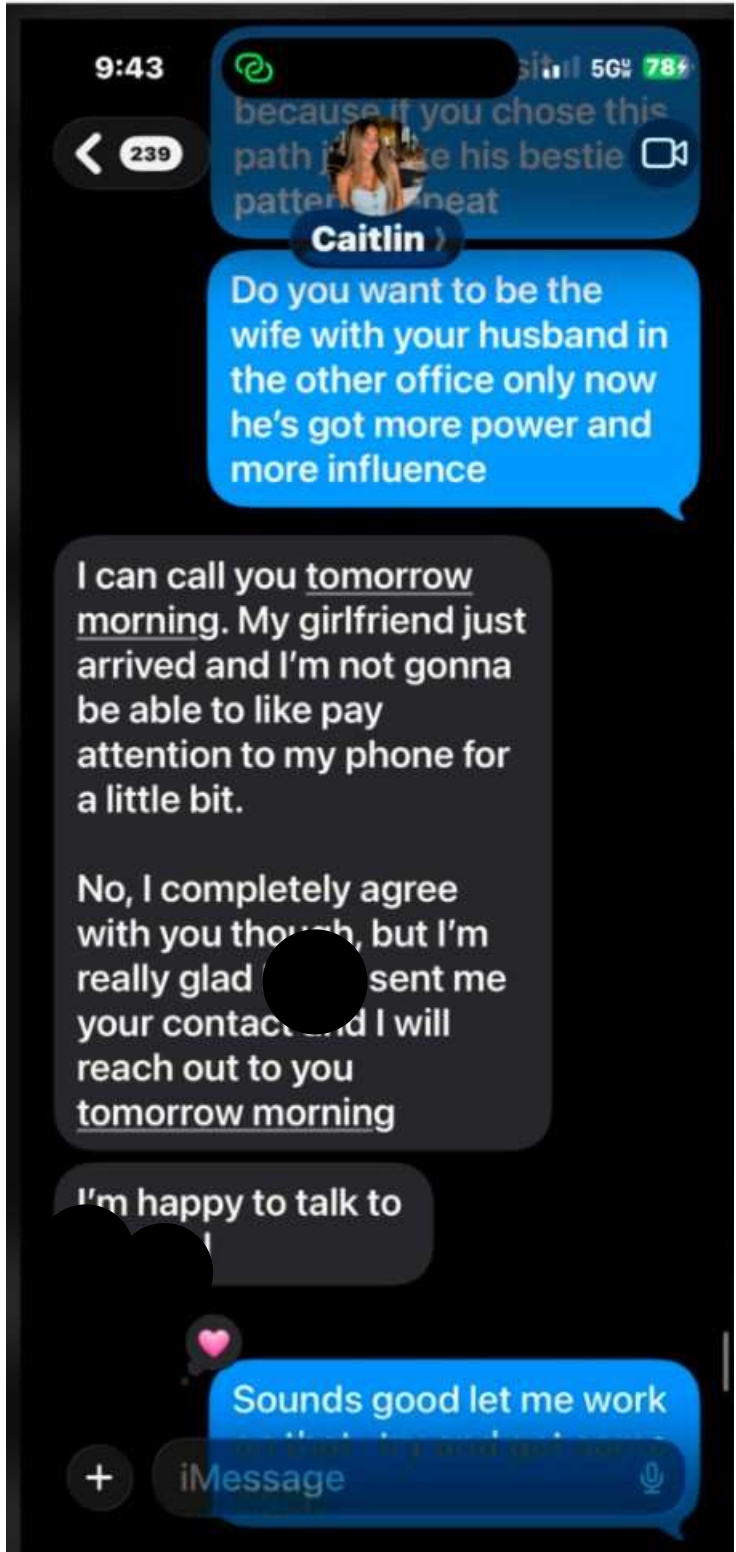 9:43
5G
78
239
because if you chose this
path his bestie
Caitlin
Do you want to be the
wife with your husband in
the other office only now
he's got more power and
more influence
I can call you tomorrow
morning. My girlfriend just
arrived and I'm not gonna
be able to like pay
attention to my phone for
a little bit.
No, I completely agree
with you though, but I'm
really glad sent me
your contact and I will
reach out to you
tomorrow morning
I'm happy to talk to
Sounds good let me work
iMessage